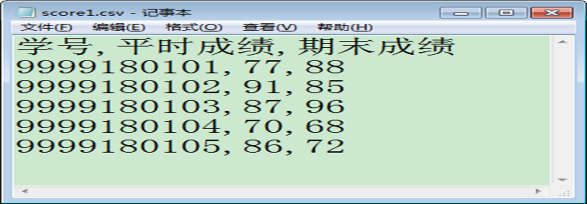 score1.csv - 记事本
文件(F) 编辑(E) 格式(O) 查看(V) 帮助(H)
学号,平时成绩,期末成绩
9999180101,77,88
9999180102,91,85
9999180103,87,96
9999180104,70,68
9999180105,86,72